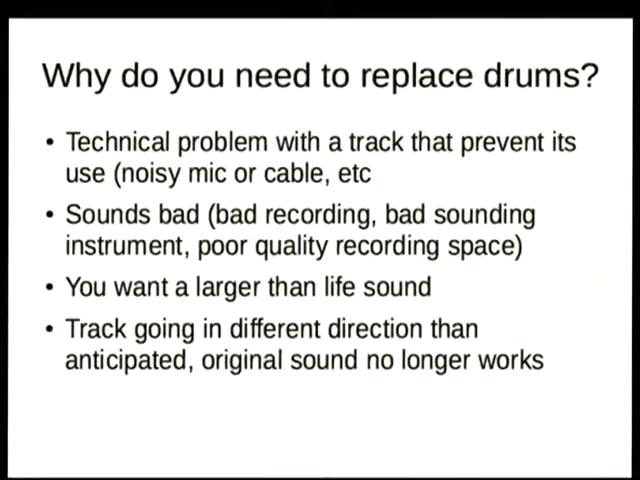 Why do you need to replace drums?
• Technical problem with a track that prevent its
use (noisy mic or cable, etc
• Sounds bad (bad recording, bad sounding
instrument, poor quality recording space)
• You want a larger than life sound
• Track going in different direction than
anticipated, original sound no longer works